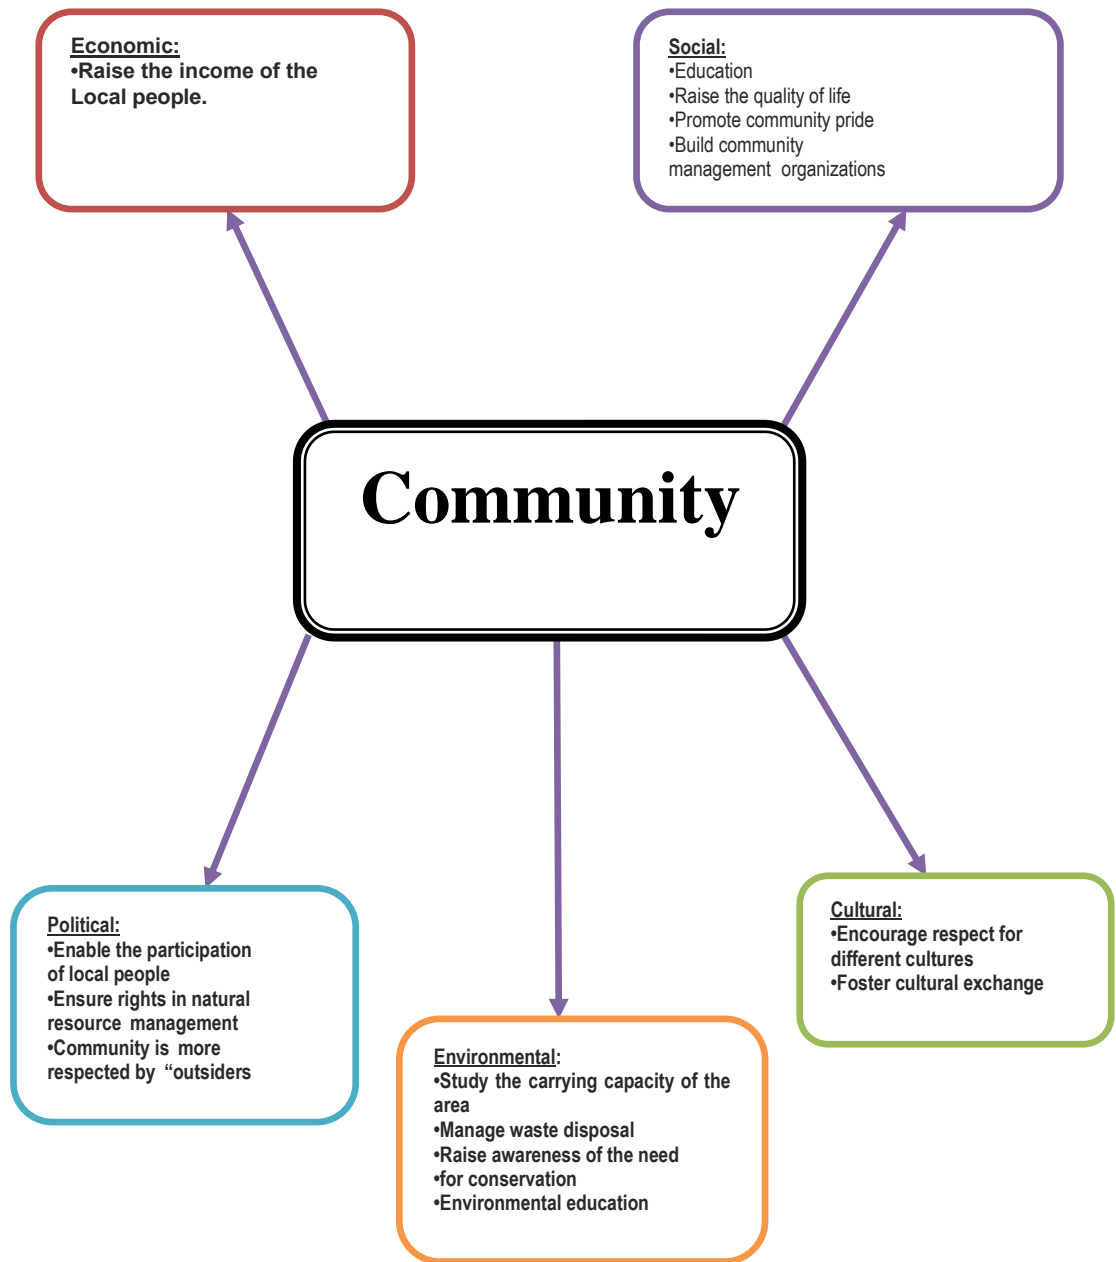 Economic:
•Raise the income of the
Local people.
Social:
•Education
•Raise the quality of life
•Promote community pride
•Build community
management organizations
Community
Political:
•Enable the participation
of local people
•Ensure rights in natural
resource management
•Community is more
respected by “outsiders
Cultural:
•Encourage respect for
different cultures
•Foster cultural exchange
Environmental:
•Study the carrying capacity of the
area
•Manage waste disposal
•Raise awareness of the need
•for conservation
•Environmental education